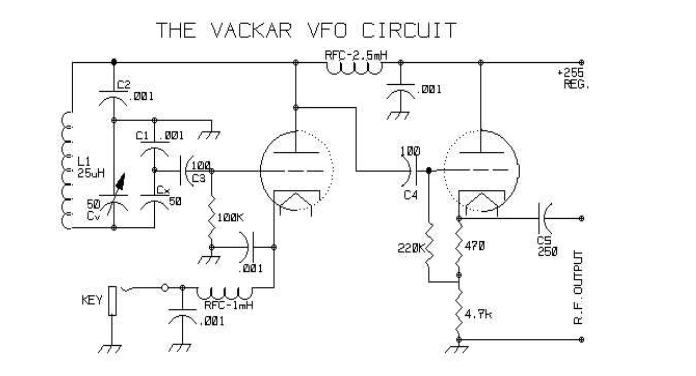 THE VACKAR VFO CIRCUIT
RFC-2.5mH
+255
REG.
C2
.001
.001
C1
.001
L1
25uH
100
C3
100
C4
Cx
50
50
Cv
100K
220K
470
C5
250
.001
KEY
RFC-1mH
.001
4.7k
R.F.OUTPUT